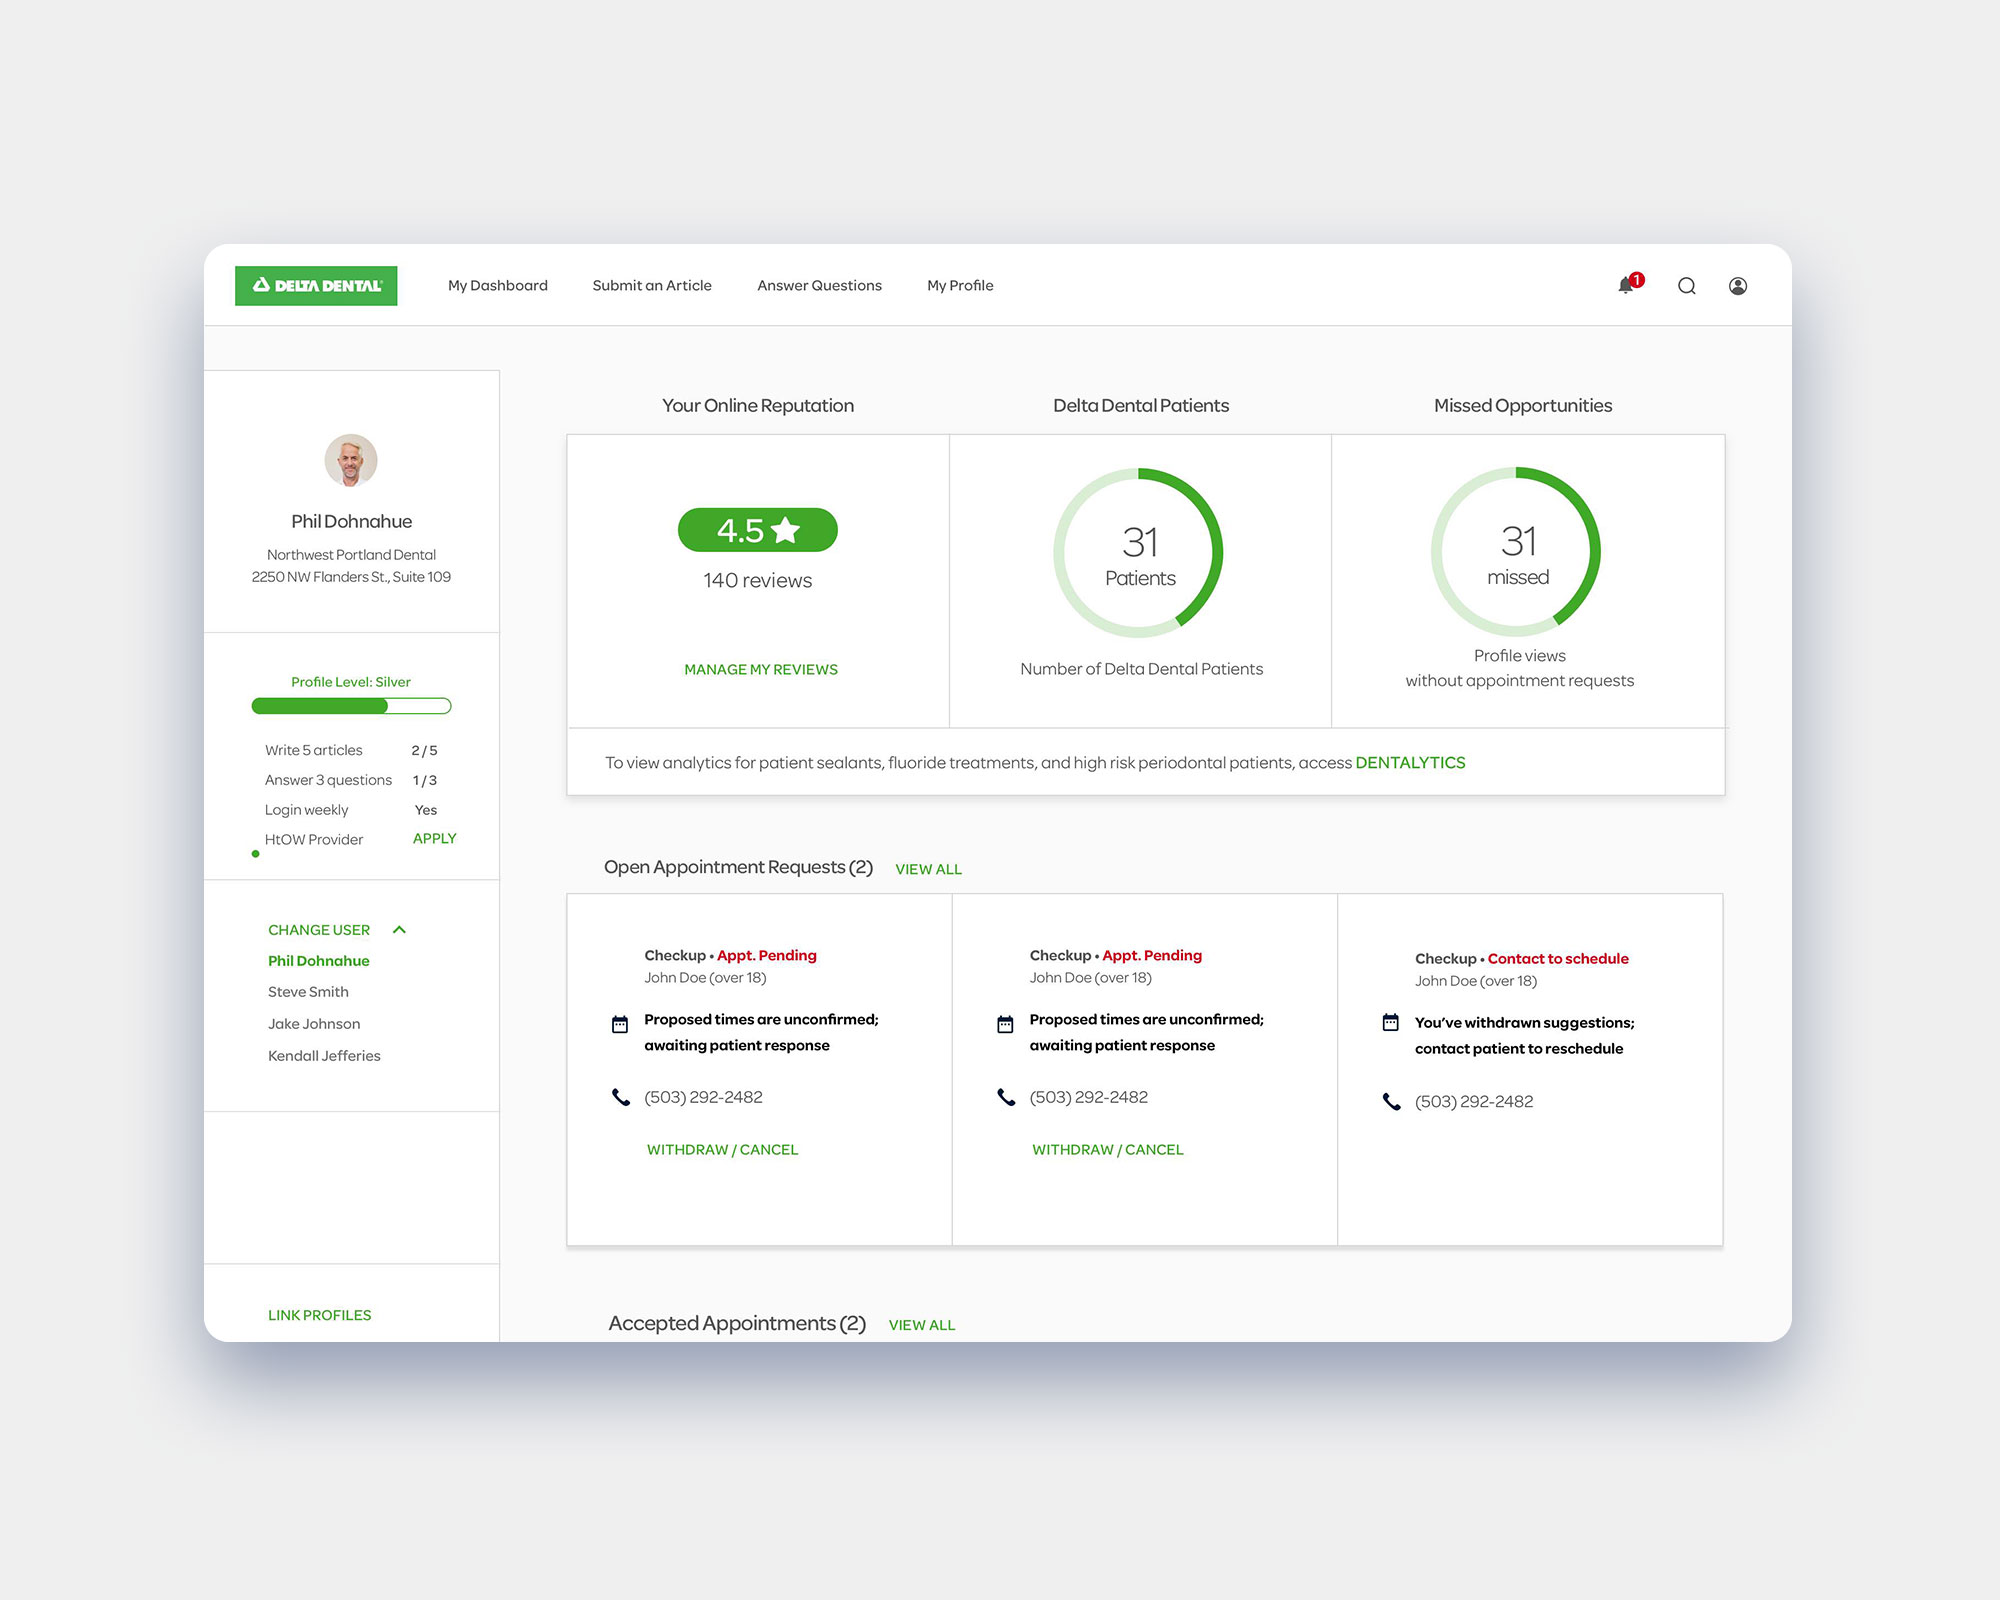 DELTA DENTAL
My Dashboard
Submit an Article
Answer Questions
My Profile
1
Phil Dohnahue
Northwest Portland Dental
2250 NW Flanders St., Suite 109
Profile Level: Silver
Write 5 articles 2 / 5
Answer 3 questions 1 / 3
Login weekly Yes
HtOW Provider APPLY
CHANGE USER
Phil Dohnahue
Steve Smith
Jake Johnson
Kendall Jefferies
LINK PROFILES
Your Online Reputation
4.5
140 reviews
MANAGE MY REVIEWS
Delta Dental Patients
31
Patients
Number of Delta Dental Patients
Missed Opportunities
31
missed
Profile views
without appointment requests
To view analytics for patient sealants, fluoride treatments, and high risk periodontal patients, access DENTALYTICS
Open Appointment Requests (2) VIEW ALL
Checkup • Appt. Pending
John Doe (over 18)
Proposed times are unconfirmed;
awaiting patient response
(503) 292-2482
WITHDRAW / CANCEL
Checkup • Appt. Pending
John Doe (over 18)
Proposed times are unconfirmed;
awaiting patient response
(503) 292-2482
WITHDRAW / CANCEL
Checkup • Contact to schedule
John Doe (over 18)
You've withdrawn suggestions;
contact patient to reschedule
(503) 292-2482
Accepted Appointments (2) VIEW ALL